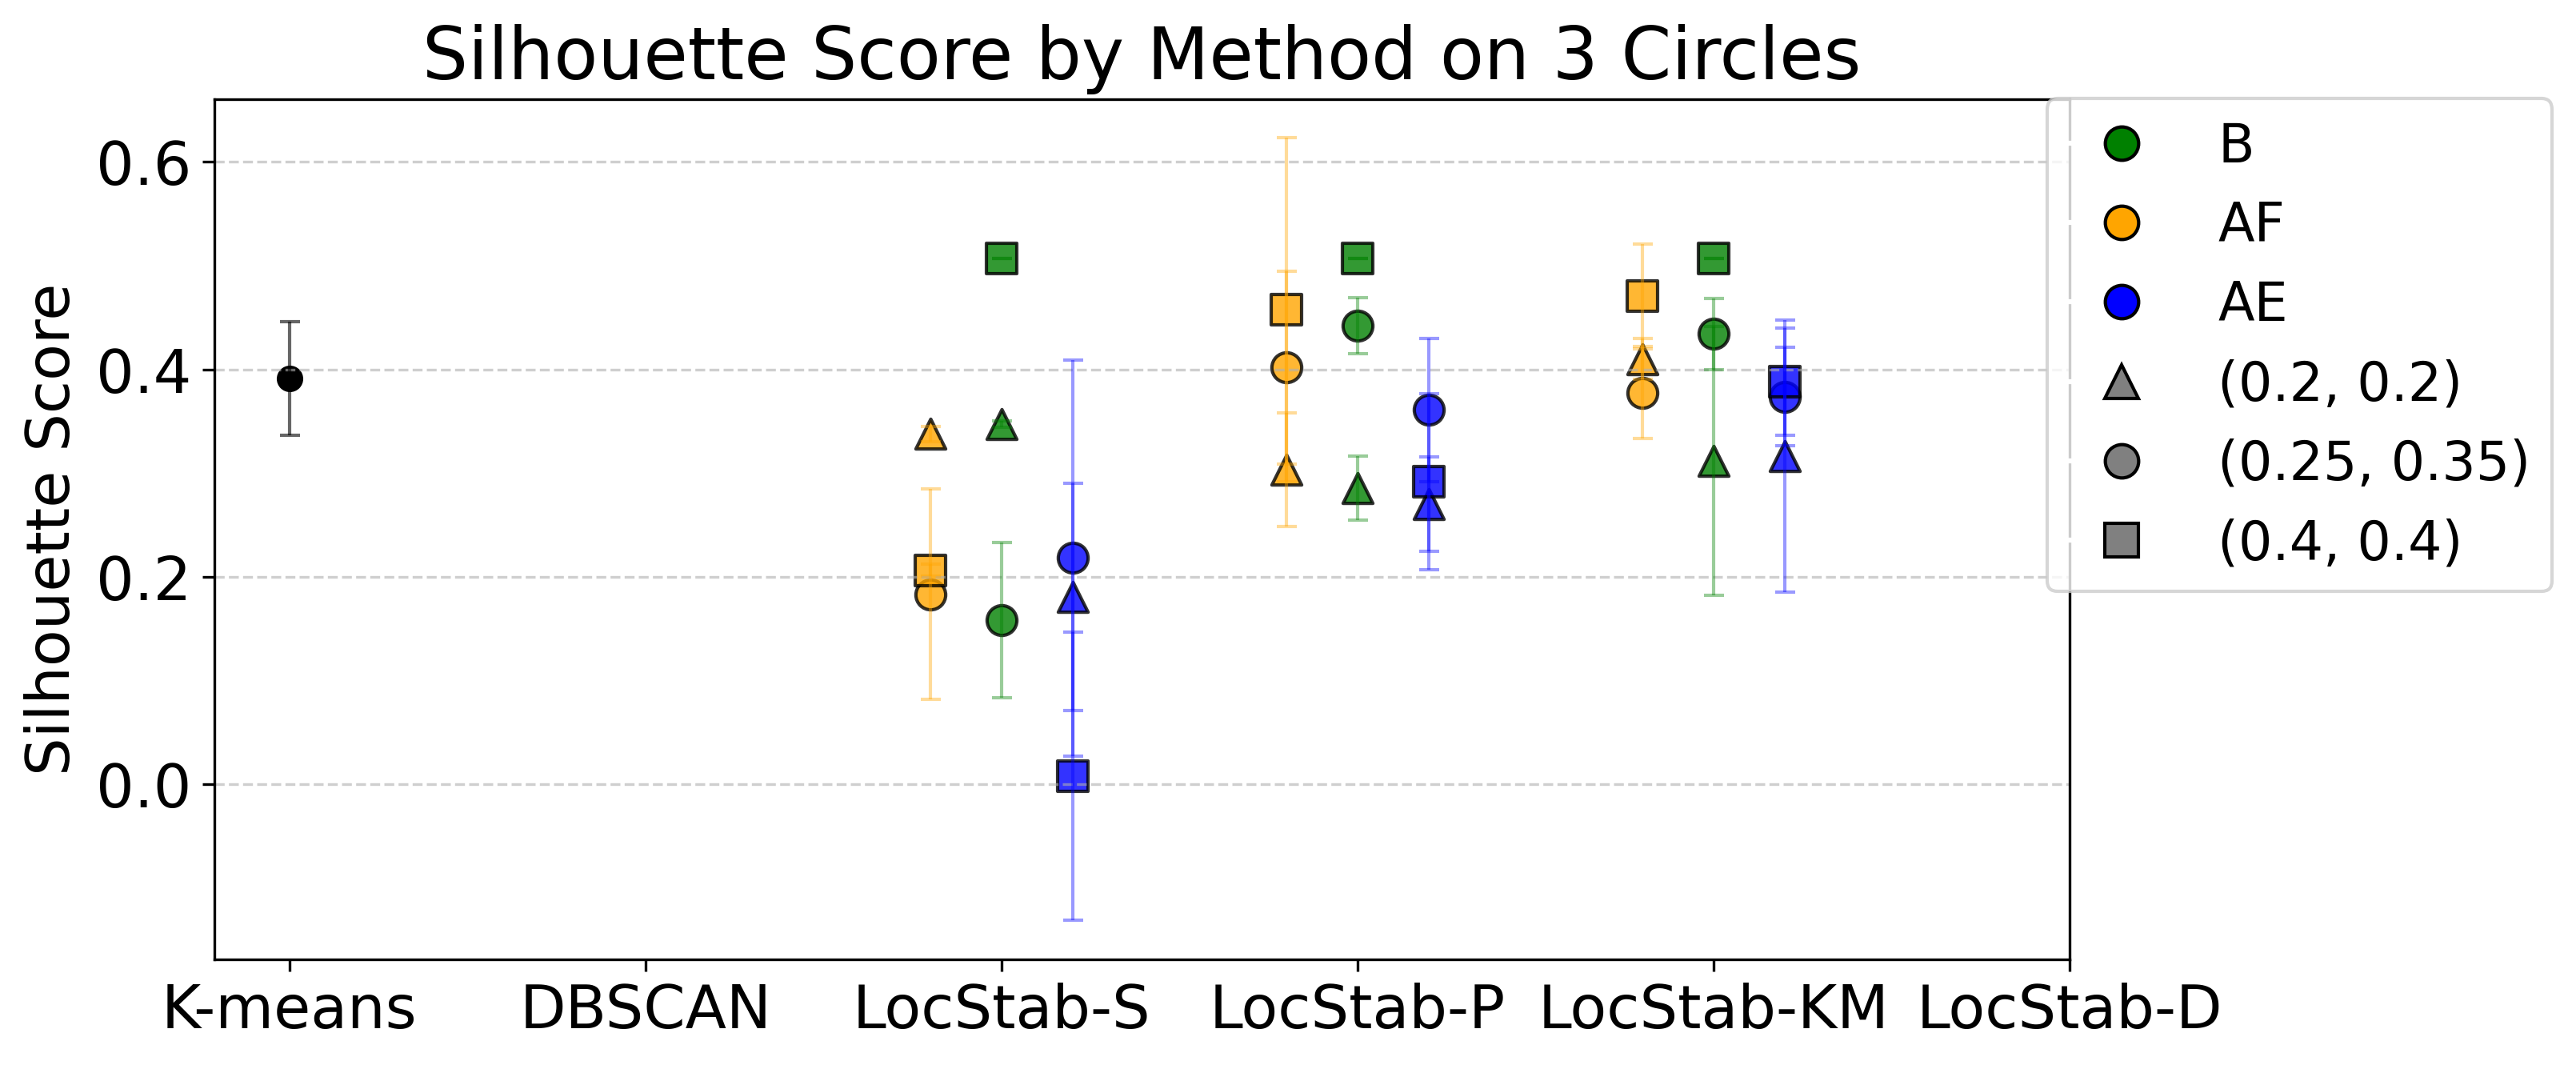 Silhouette Score by Method on 3 Circles
Silhouette Score
0.6
0.4
0.2
0.0
K-means
DBSCAN
LocStab-S
LocStab-P
LocStab-KM
LocStab-D
B
AF
AE
(0.2, 0.2)
(0.25, 0.35)
(0.4, 0.4)